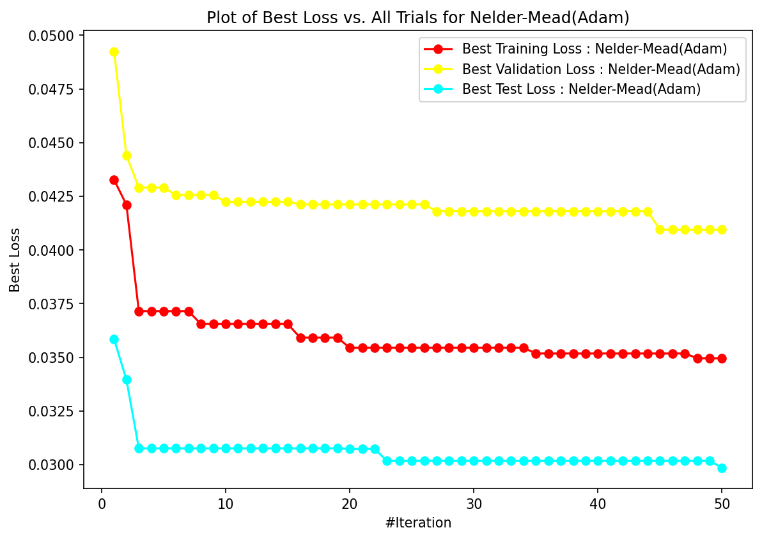 Plot of Best Loss vs. All Trials for Nelder-Mead(Adam)
Best Training Loss : Nelder-Mead(Adam)
Best Validation Loss : Nelder-Mead(Adam)
Best Test Loss : Nelder-Mead(Adam)
Best Loss
0.0500
0.0475
0.0450
0.0425
0.0400
0.0375
0.0350
0.0325
0.0300
0 10 20 30 40 50
#Iteration